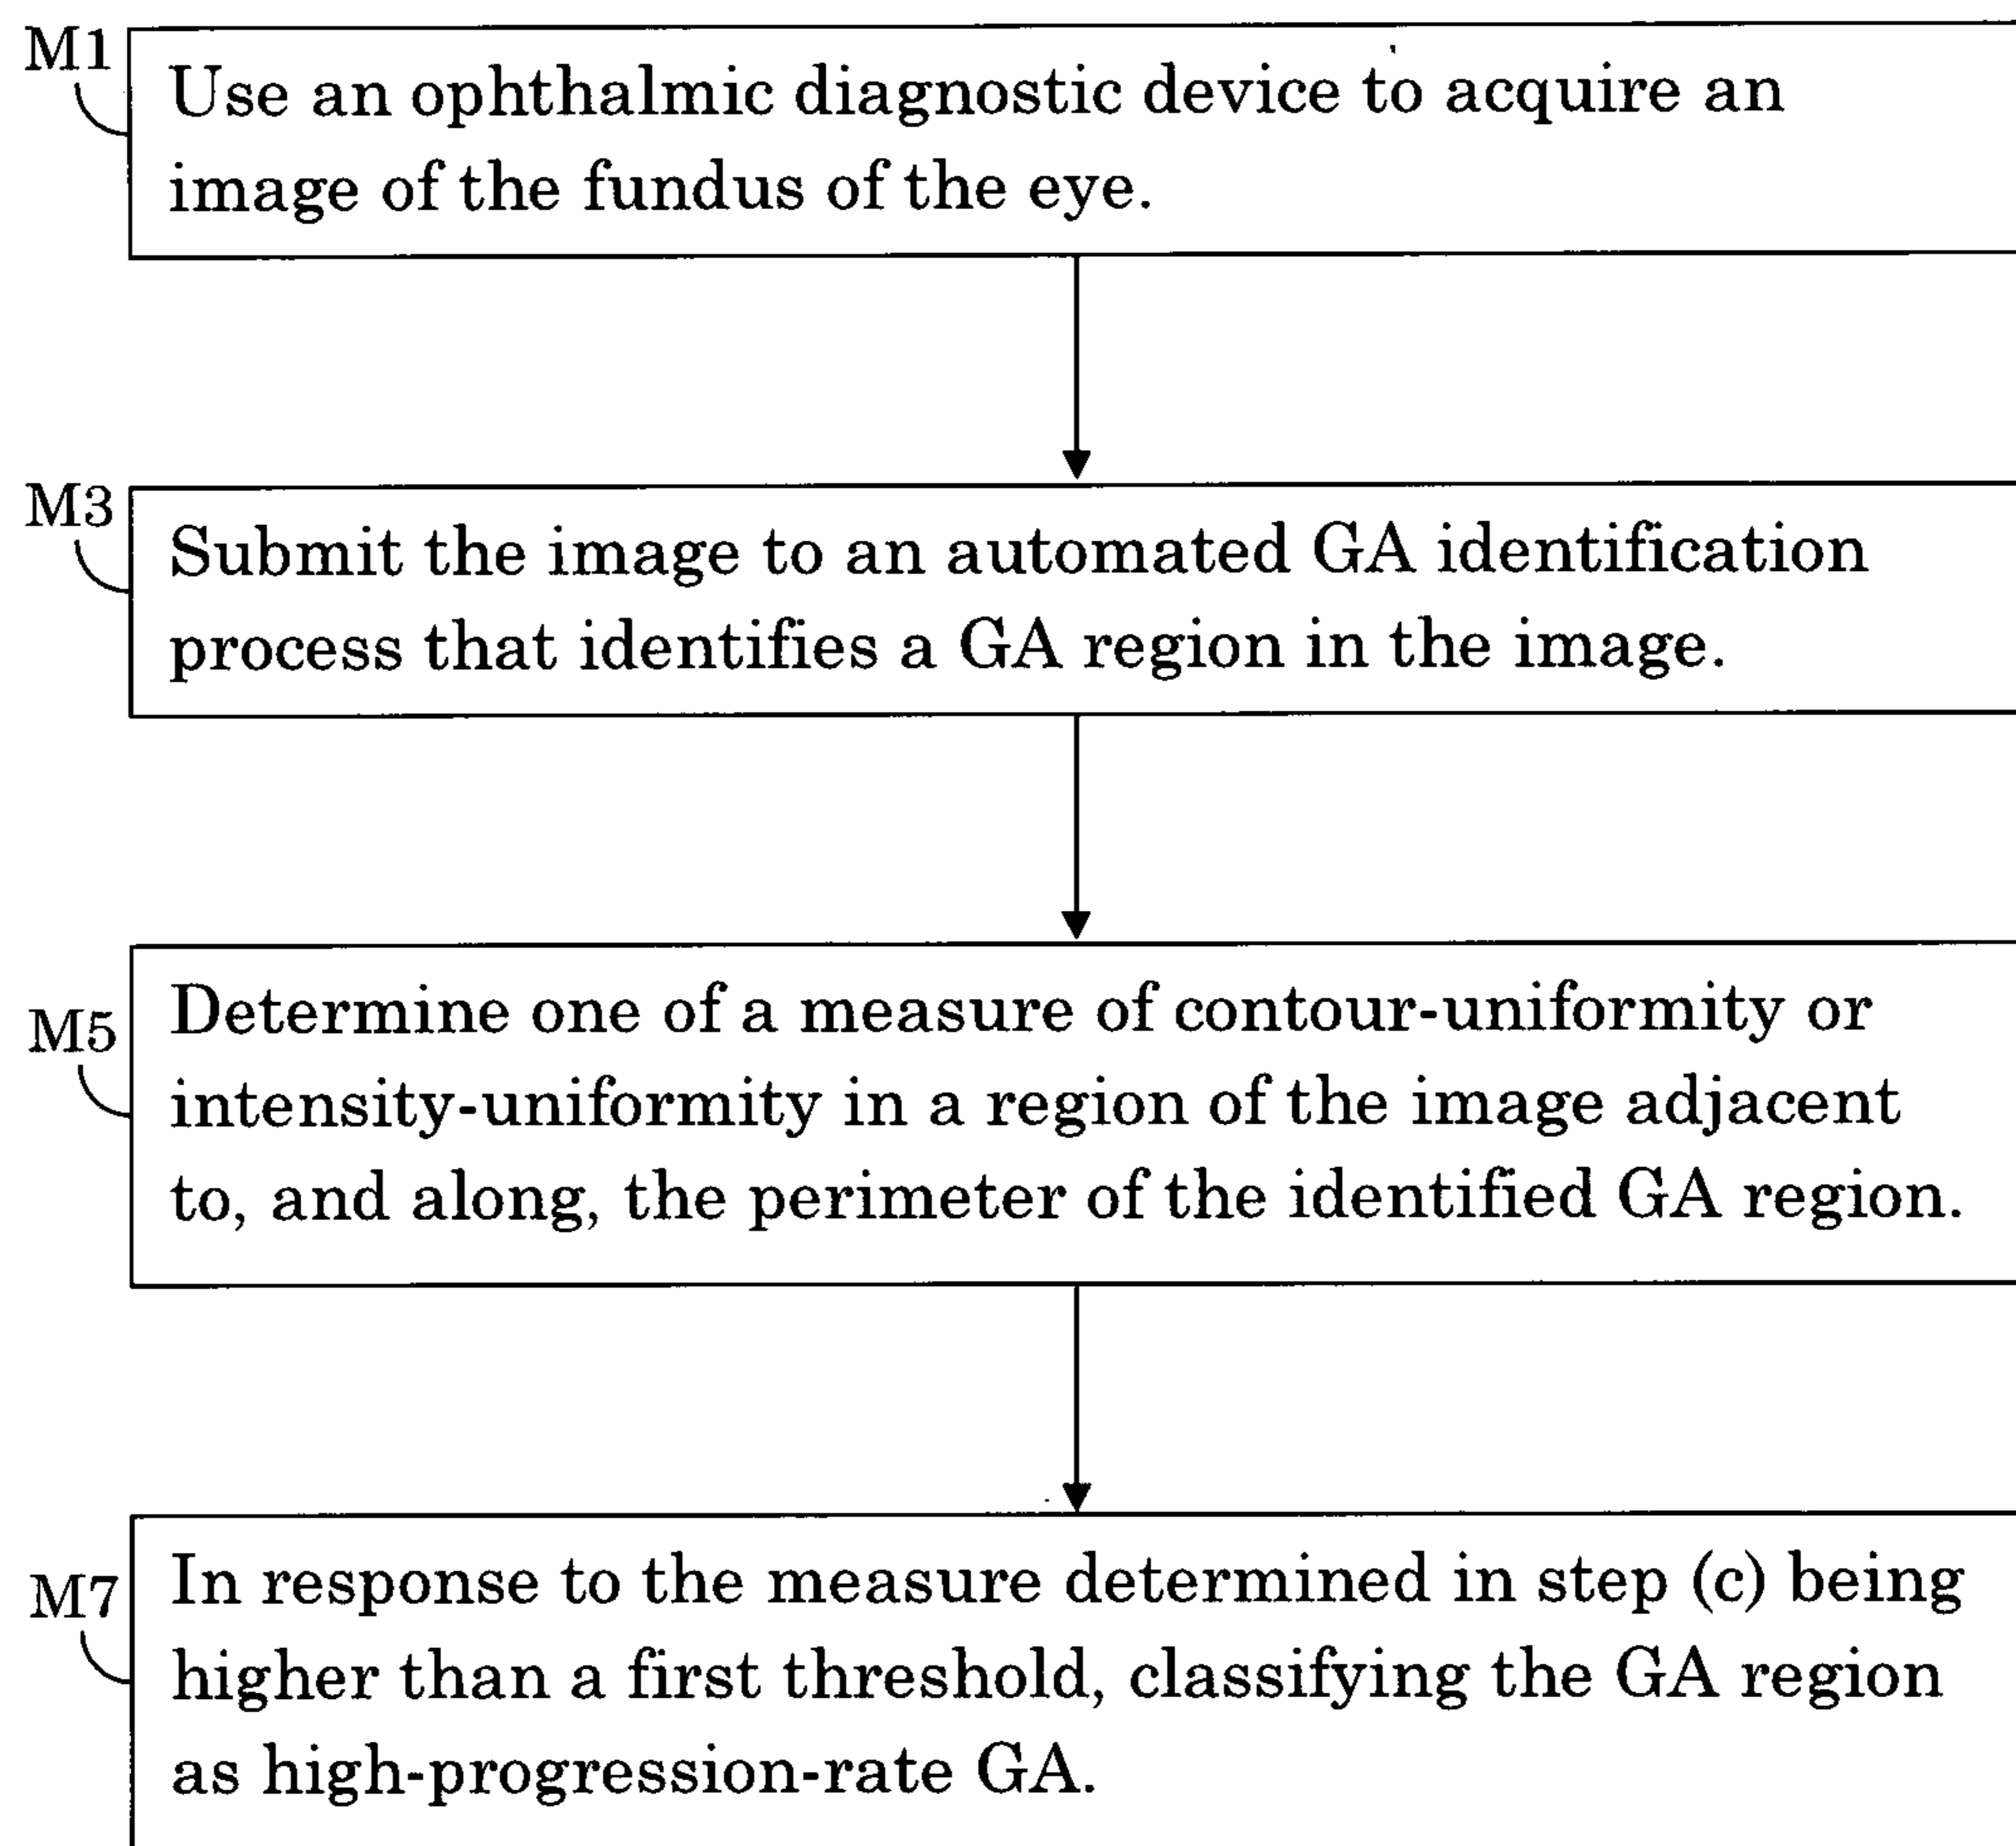 M1
Use an ophthalmic diagnostic device to acquire an
image of the fundus of the eye.
M3
Submit the image to an automated GA identification
process that identifies a GA region in the image.
M5
Determine one of a measure of contour-uniformity or
intensity-uniformity in a region of the image adjacent
to, and along, the perimeter of the identified GA region.
M7
In response to the measure determined in step (c) being
higher than a first threshold, classifying the GA region
as high-progression-rate GA.